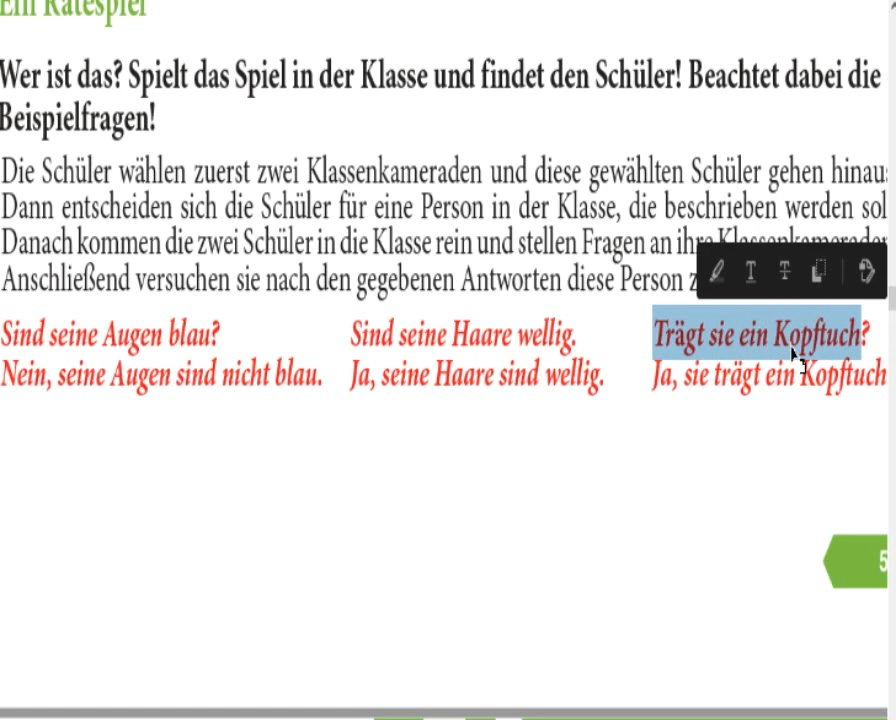 Ein Ratespiel
Wer ist das? Spielt das Spiel in der Klasse und findet den Schüler! Beachtet dabei die
Beispielfragen!
Die Schüler wählen zuerst zwei Klassenkameraden und diese gewählten Schüler gehen hinaus
Dann entscheiden sich die Schüler für eine Person in der Klasse, die beschrieben werden sol
Danach kommen die zwei Schüler in die Klasse rein und stellen Fragen an ihre Klassenkameraden
Anschließend versuchen sie nach den gegebenen Antworten diese Person z
Sind seine Augen blau? Sind seine Haare wellig. Trägt sie ein Kopftuch?
Nein, seine Augen sind nicht blau. Ja, seine Haare sind wellig. Ja, sie trägt ein Kopftuch
5